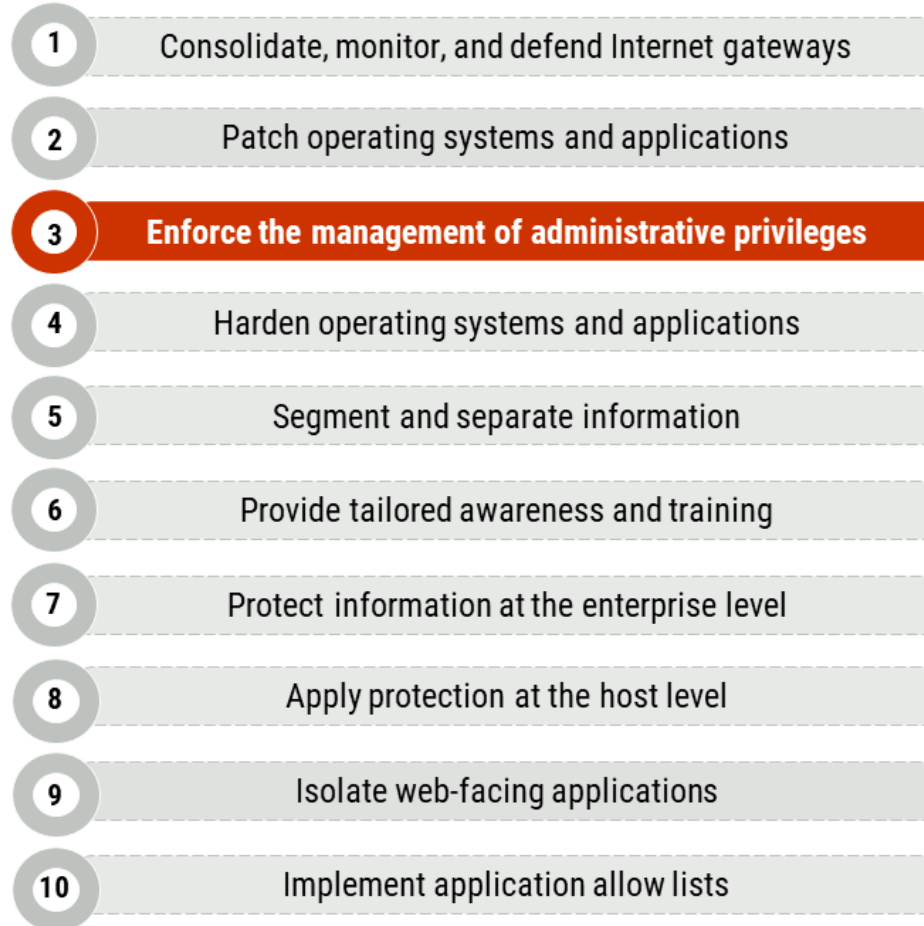 1 Consolidate, monitor, and defend Internet gateways
2 Patch operating systems and applications
3 Enforce the management of administrative privileges
4 Harden operating systems and applications
5 Segment and separate information
6 Provide tailored awareness and training
7 Protect information at the enterprise level
8 Apply protection at the host level
9 Isolate web-facing applications
10 Implement application allow lists